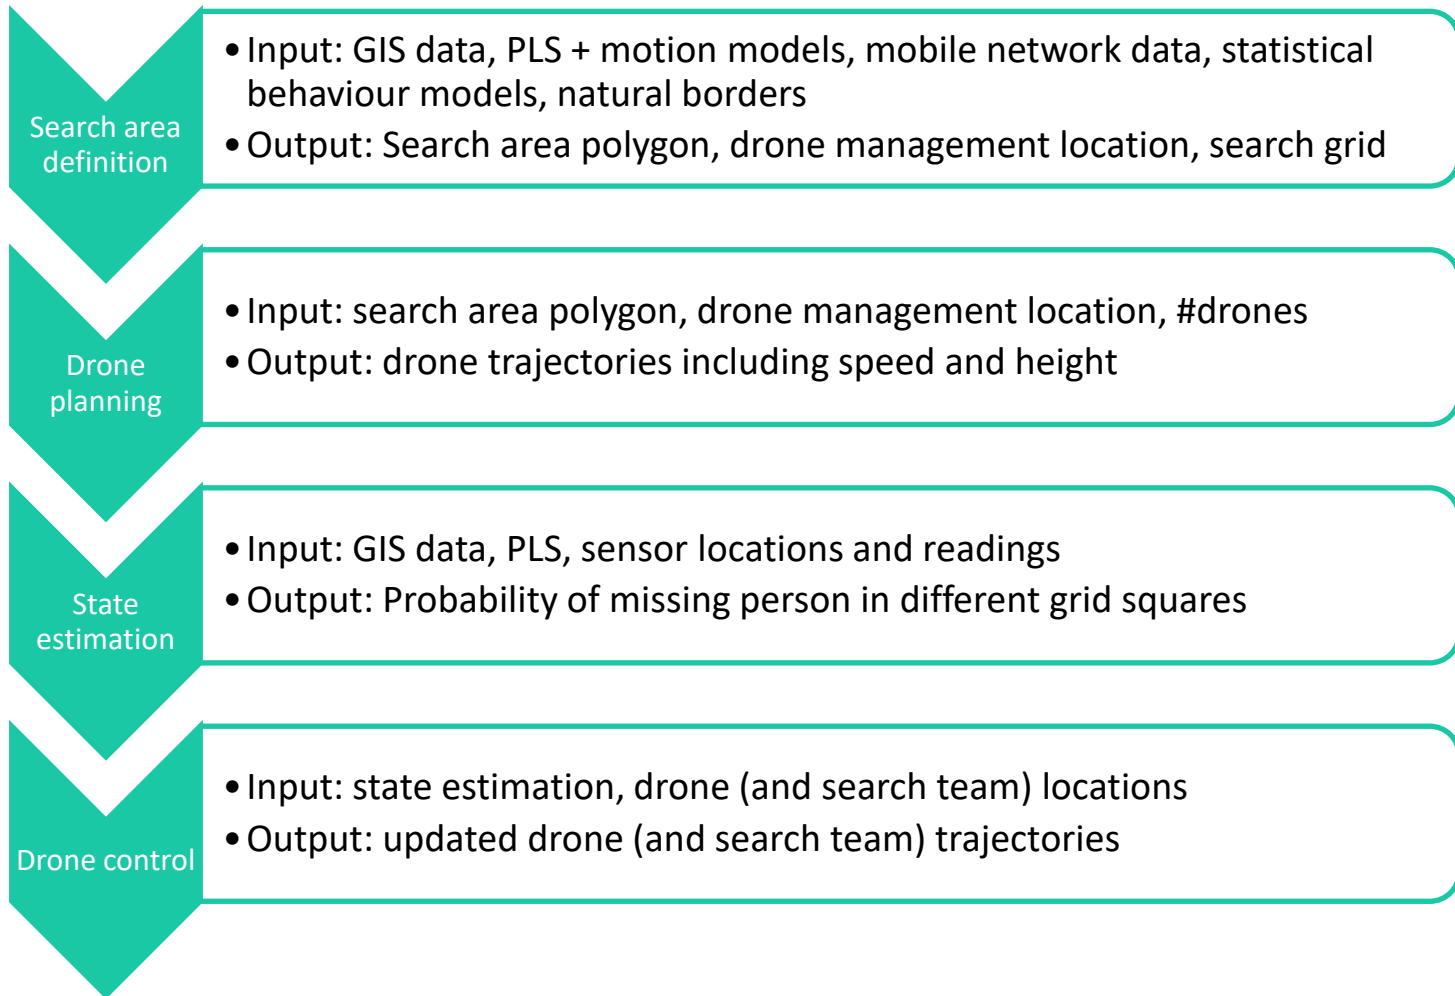 Search area
definition
• Input: GIS data, PLS + motion models, mobile network data, statistical
behaviour models, natural borders
• Output: Search area polygon, drone management location, search grid
Drone
planning
• Input: search area polygon, drone management location, #drones
• Output: drone trajectories including speed and height
State
estimation
• Input: GIS data, PLS, sensor locations and readings
• Output: Probability of missing person in different grid squares
Drone control
• Input: state estimation, drone (and search team) locations
• Output: updated drone (and search team) trajectories